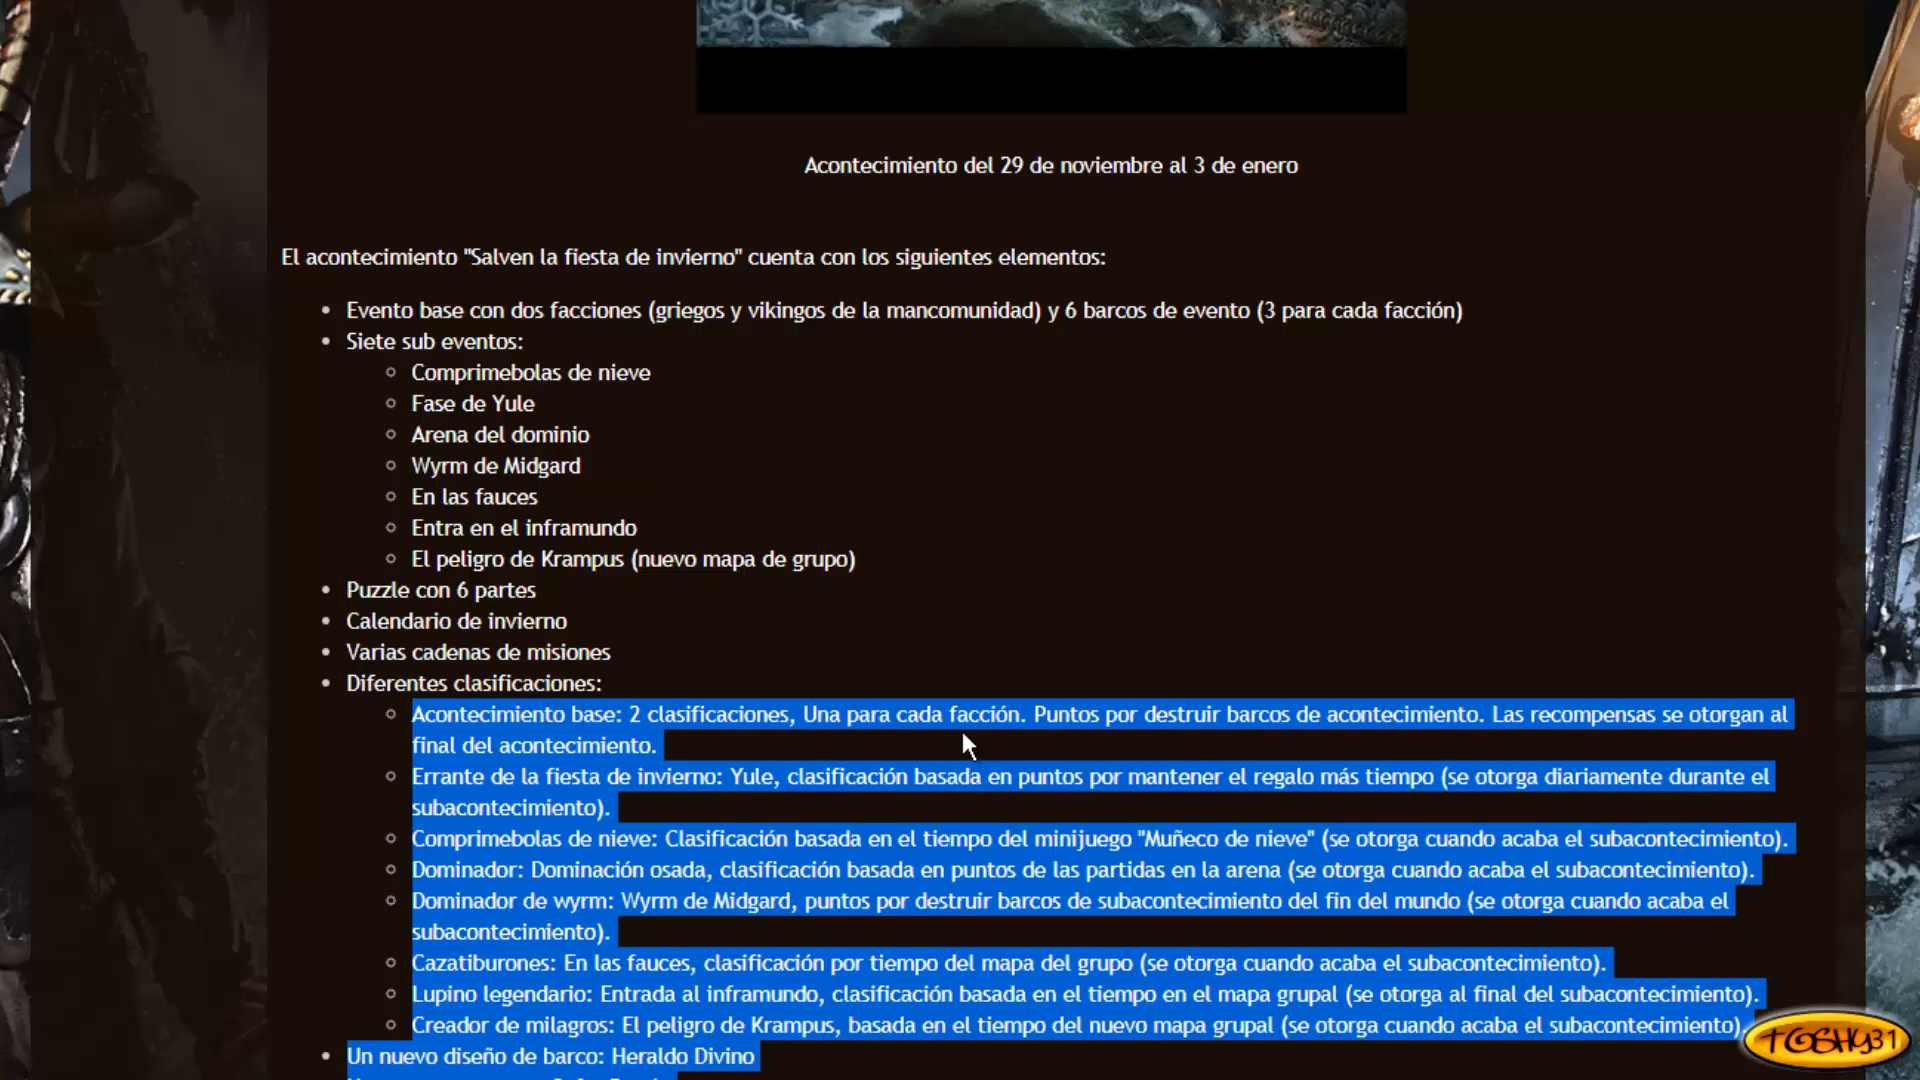 Acontecimiento del 29 de noviembre al 3 de enero
El acontecimiento "Salven la fiesta de invierno" cuenta con los siguientes elementos:
Evento base con dos facciones (griegos y vikingos de la mancomunidad) y 6 barcos de evento (3 para cada facción)
Siete sub eventos:
Comprimebolas de nieve
Fase de Yule
Arena del dominio
Wyrm de Midgard
En las fauces
Entra en el inframundo
El peligro de Krampus (nuevo mapa de grupo)
Puzzle con 6 partes
Calendario de invierno
Varias cadenas de misiones
Diferentes clasificaciones:
Acontecimiento base: 2 clasificaciones, Una para cada facción. Puntos por destruir barcos de acontecimiento. Las recompensas se otorgan al
final del acontecimiento.
Errante de la fiesta de invierno: Yule, clasificación basada en puntos por mantener el regalo más tiempo (se otorga diariamente durante el
subacontecimiento).
Comprimebolas de nieve: Clasificación basada en el tiempo del minijuego "Muñeco de nieve" (se otorga cuando acaba el subacontecimiento).
Dominador: Dominación osada, clasificación basada en puntos de las partidas en la arena (se otorga cuando acaba el subacontecimiento).
Dominador de wyrm: Wyrm de Midgard, puntos por destruir barcos de subacontecimiento del fin del mundo (se otorga cuando acaba el
subacontecimiento).
Cazatiburones: En las fauces, clasificación por tiempo del mapa del grupo (se otorga cuando acaba el subacontecimiento).
Lupino legendario: Entrada al inframundo, clasificación basada en el tiempo en el mapa grupal (se otorga al final del subacontecimiento).
Creador de milagros: El peligro de Krampus, basada en el tiempo del nuevo mapa grupal (se otorga cuando acaba el subacontecimiento).
Un nuevo diseño de barco: Heraldo Divino
TOSHY31